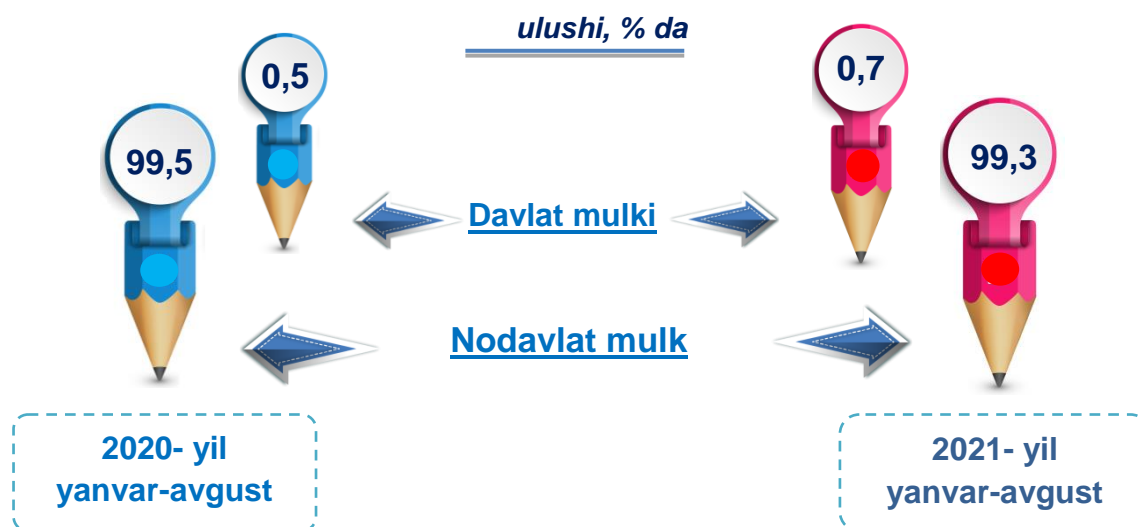 ulushi, % da
0,5
0,7
99,5
99,3
Davlat mulki
Nodavlat mulk
2020- yil
yanvar-avgust
2021- yil
yanvar-avgust